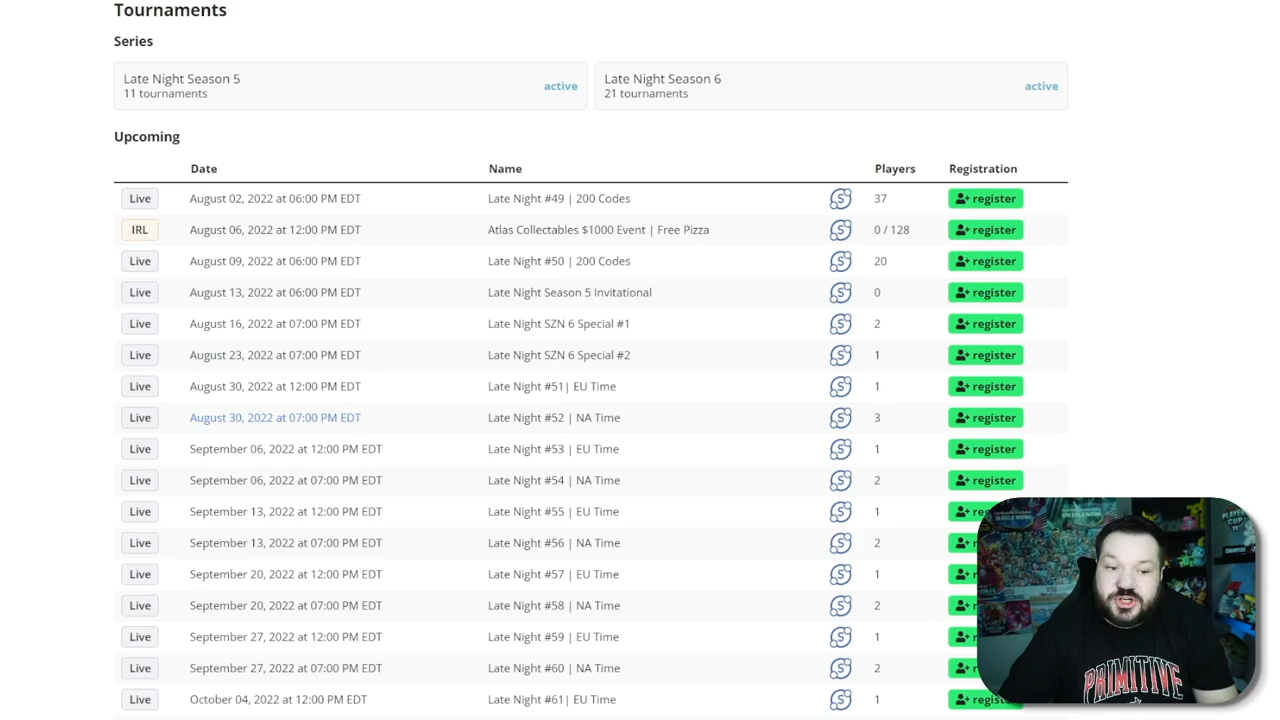 Tournaments
Series
Late Night Season 5
11 tournaments
active
Late Night Season 6
21 tournaments
active
Upcoming
Date Name Players Registration
Live August 02, 2022 at 06:00 PM EDT Late Night #49 | 200 Codes 37 register
IRL August 06, 2022 at 12:00 PM EDT Atlas Collectables $1000 Event | Free Pizza 0 / 128 register
Live August 09, 2022 at 06:00 PM EDT Late Night #50 | 200 Codes 20 register
Live August 13, 2022 at 06:00 PM EDT Late Night Season 5 Invitational 0 register
Live August 16, 2022 at 07:00 PM EDT Late Night SZN 6 Special #1 2 register
Live August 23, 2022 at 07:00 PM EDT Late Night SZN 6 Special #2 1 register
Live August 30, 2022 at 12:00 PM EDT Late Night #51| EU Time 1 register
Live August 30, 2022 at 07:00 PM EDT Late Night #52 | NA Time 3 register
Live September 06, 2022 at 12:00 PM EDT Late Night #53 | EU Time 1 register
Live September 06, 2022 at 07:00 PM EDT Late Night #54 | NA Time 2 register
Live September 13, 2022 at 12:00 PM EDT Late Night #55 | EU Time 1 reg
Live September 13, 2022 at 07:00 PM EDT Late Night #56 | NA Time 2 r
Live September 20, 2022 at 12:00 PM EDT Late Night #57 | EU Time 1 r
Live September 20, 2022 at 07:00 PM EDT Late Night #58 | NA Time 2 r
Live September 27, 2022 at 12:00 PM EDT Late Night #59 | EU Time 1 r
Live September 27, 2022 at 07:00 PM EDT Late Night #60 | NA Time 2 r
Live October 04, 2022 at 12:00 PM EDT Late Night #61| EU Time 1 registe
PLAYERS
CUP
CHAMPION
PRIMITIVE